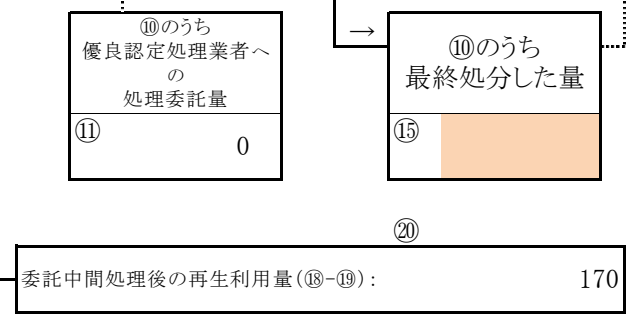 ⑩のうち
優良認定処理業者へ
の
処理委託量
⑪
0
→
⑩のうち
最終処分した量
⑮
⑳
委託中間処理後の再生利用量(⑱-⑲):
170